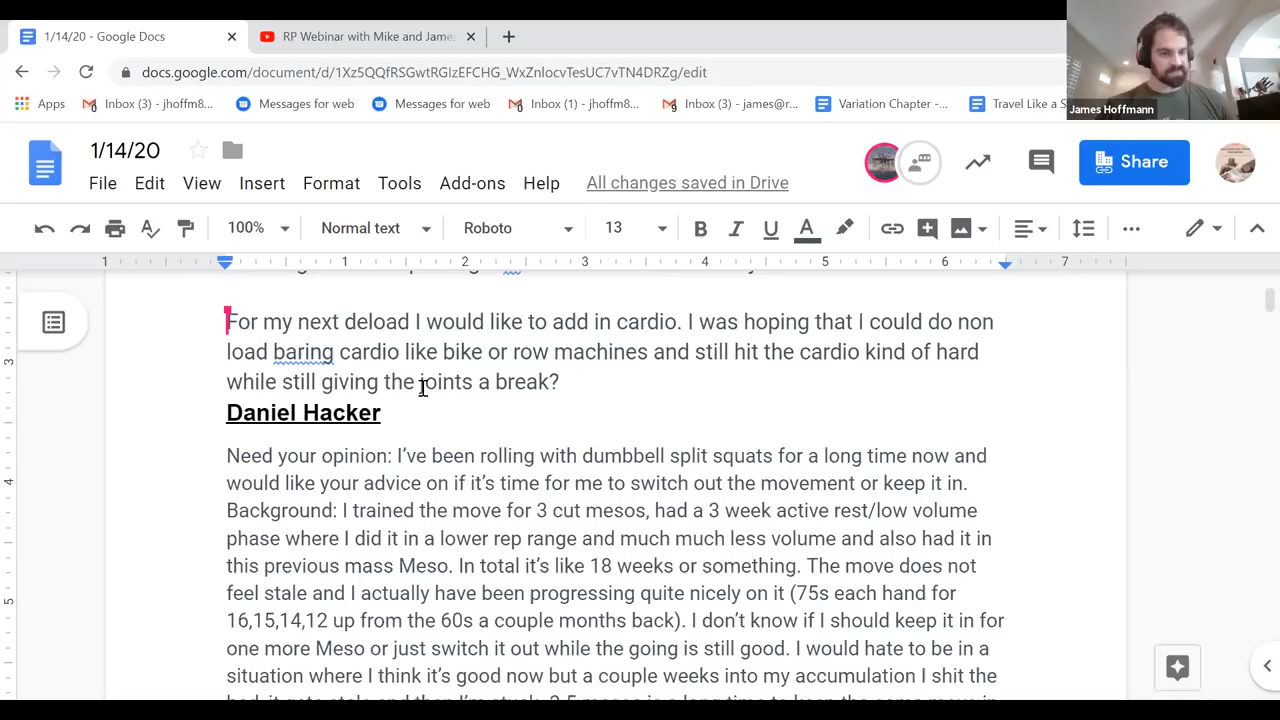 1/14/20 - Google Docs
RP Webinar with Mike and James
docs.google.com/document/d/1Xz5QQfRSGwtRGIzEFCHG_WxZnlocvTesUC7vTN4DRZg/edit
Apps
Inbox (3) - jhoffm8...
Messages for web
Messages for web
Inbox (1) - jhoffm8...
Inbox (3) - james@r...
Variation Chapter -...
Travel Like a S
James Hoffmann
1/14/20
Share
File Edit View Insert Format Tools Add-ons Help All changes saved in Drive
100% Normal text Roboto 13 B I U A
1 1 2 3 4 5 6 7
For my next deload I would like to add in cardio. I was hoping that I could do non
load baring cardio like bike or row machines and still hit the cardio kind of hard
while still giving the joints a break?
3
Daniel Hacker
Need your opinion: I've been rolling with dumbbell split squats for a long time now and
4
would like your advice on if it's time for me to switch out the movement or keep it in.
Background: I trained the move for 3 cut mesos, had a 3 week active rest/low volume
phase where I did it in a lower rep range and much much less volume and also had it in
this previous mass Meso. In total it's like 18 weeks or something. The move does not
feel stale and I actually have been progressing quite nicely on it (75s each hand for
5
16,15,14,12 up from the 60s a couple months back). I don't know if I should keep it in for
one more Meso or just switch it out while the going is still good. I would hate to be in a
situation where I think it's good now but a couple weeks into my accumulation I shit the